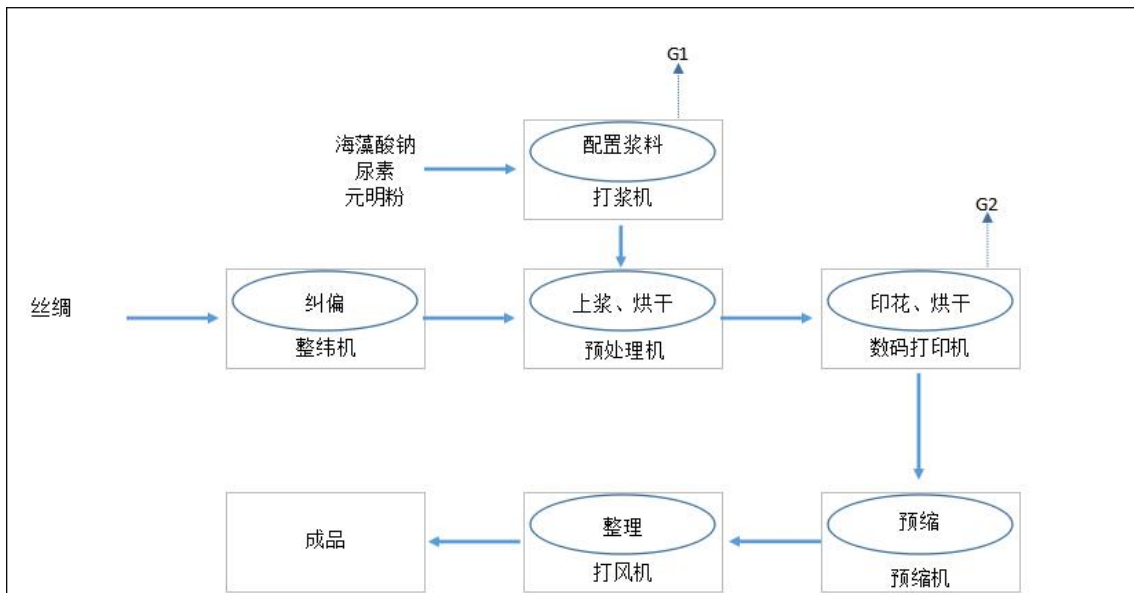 G1
配置浆料
打浆机
海藻酸钠
尿素
元明粉
G2
丝绸
纠偏
整纬机
上浆、烘干
预处理机
印花、烘干
数码打印机
成品
整理
打风机
预缩
预缩机